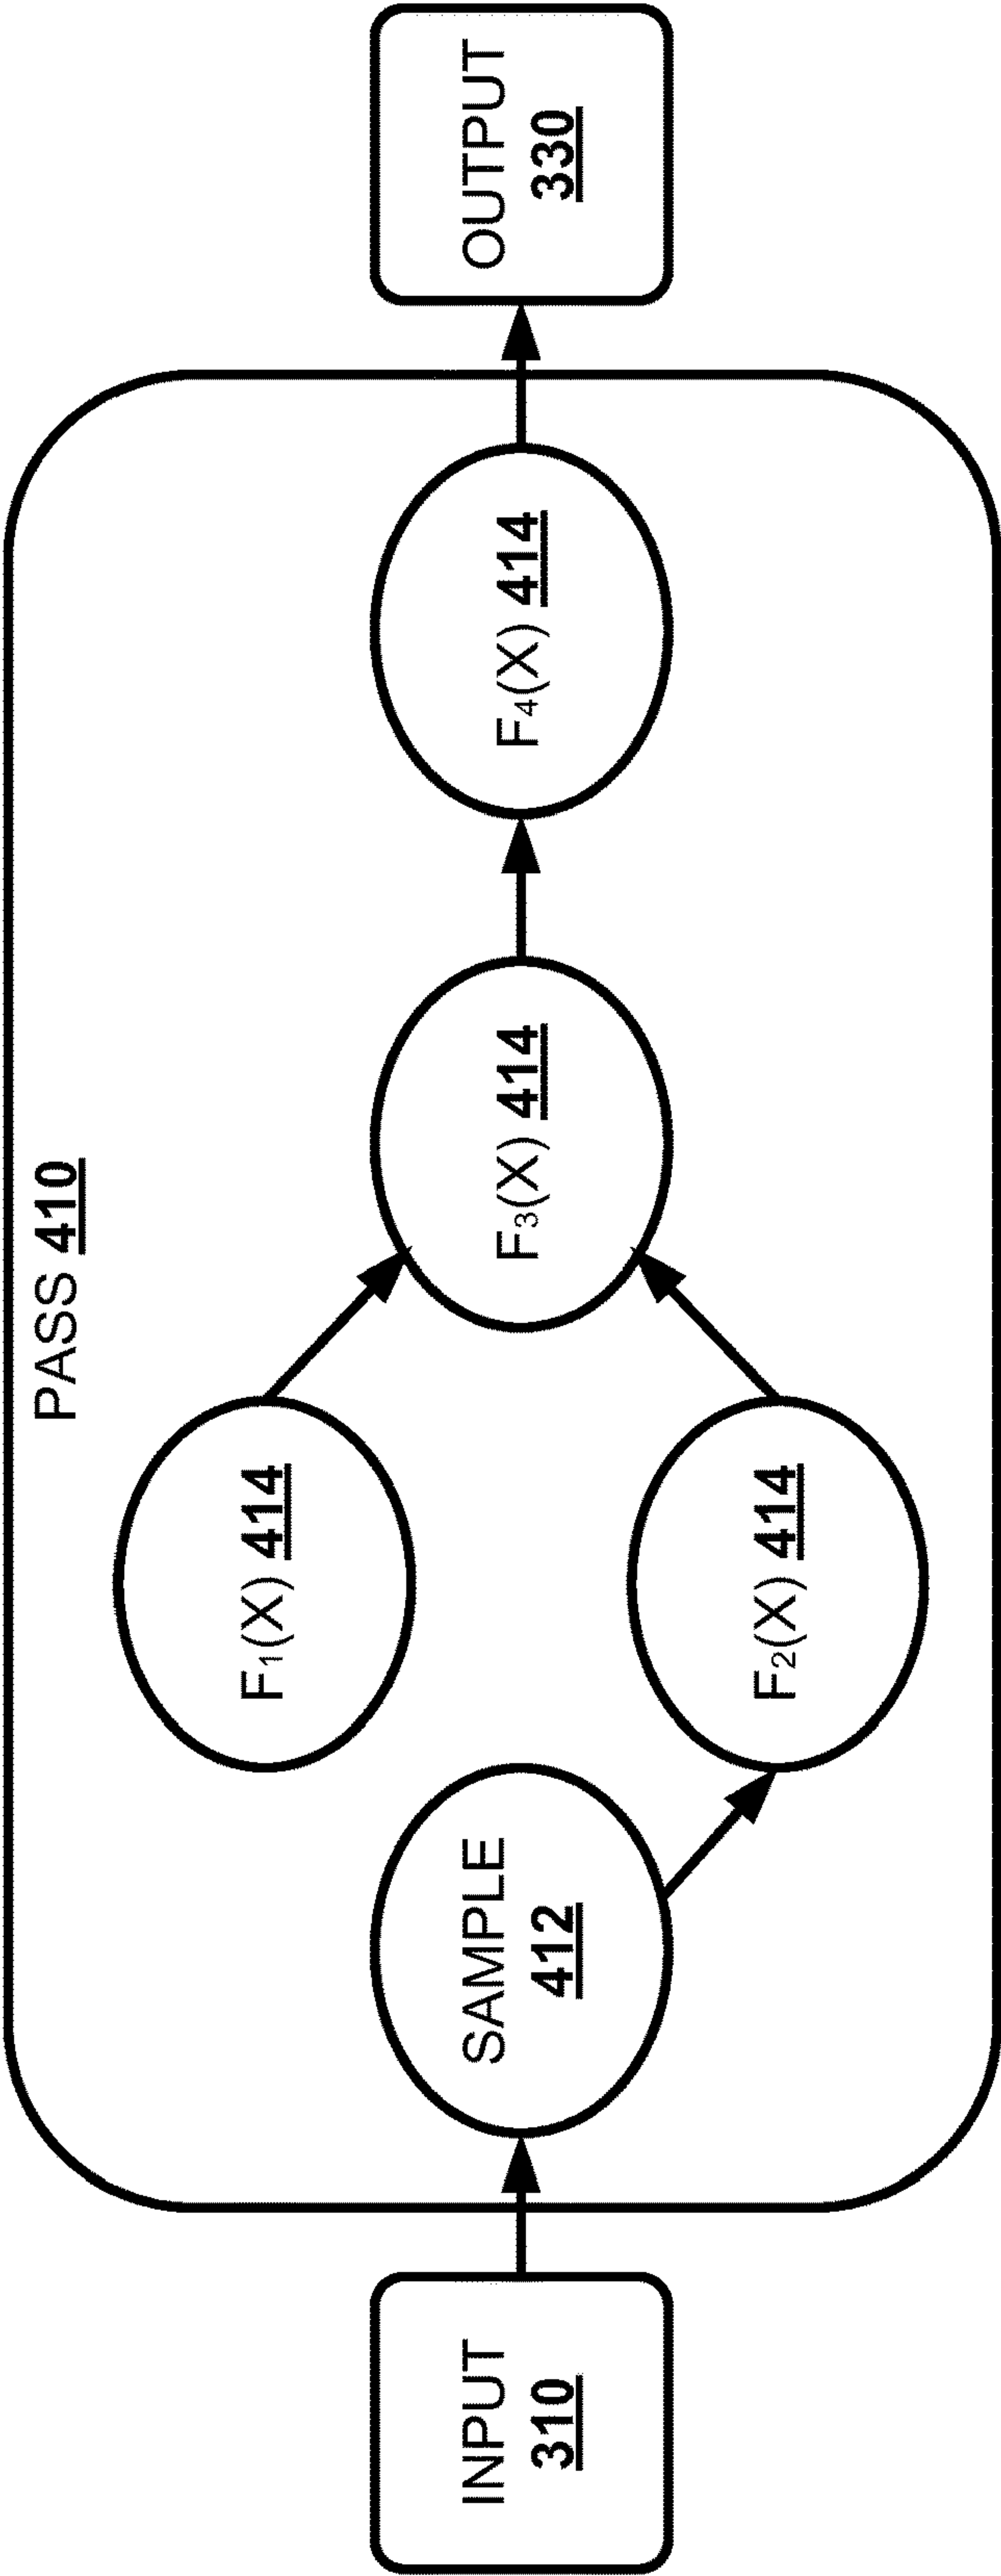 PASS 410
INPUT
310
SAMPLE
412
F₁(X) 414
F₂(X) 414
F₃(X) 414
F₄(X) 414
OUTPUT
330